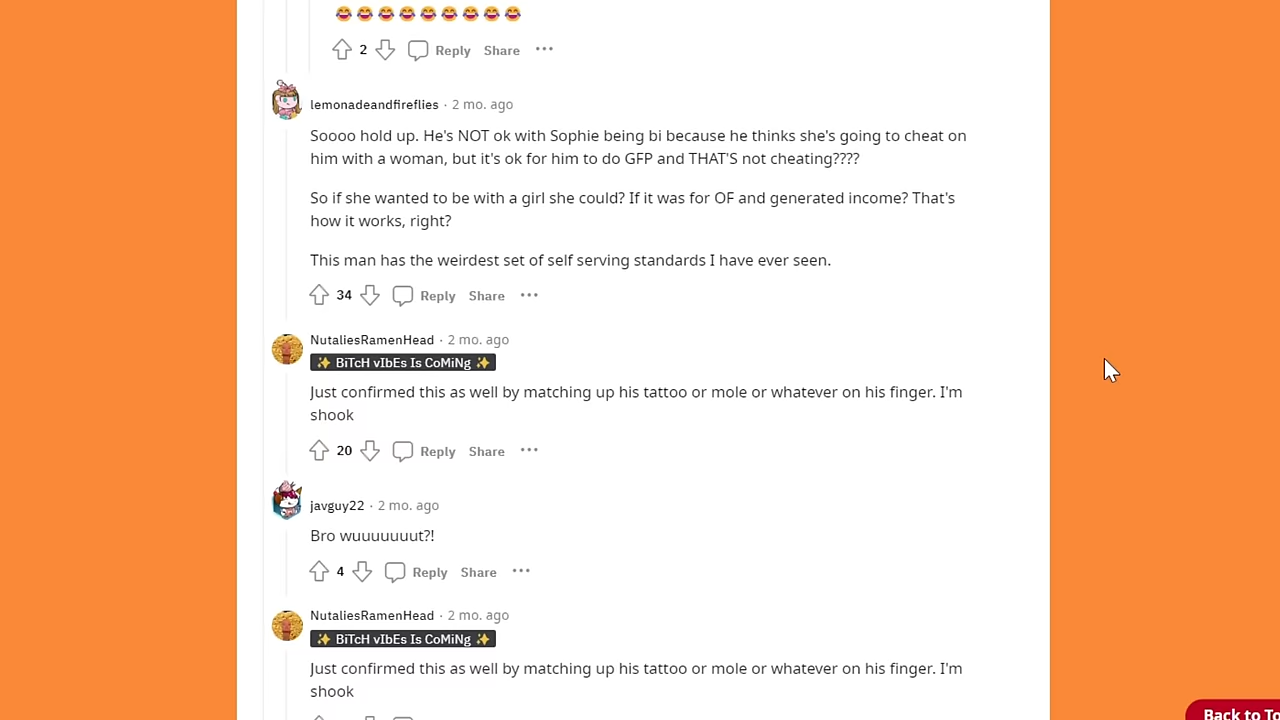 😂😂😂😂😂😂😂😂😂
2 Reply Share ···
lemonadeandfireflies · 2 mo. ago
Soooo hold up. He's NOT ok with Sophie being bi because he thinks she's going to cheat on
him with a woman, but it's ok for him to do GFP and THAT'S not cheating????
So if she wanted to be with a girl she could? If it was for OF and generated income? That's
how it works, right?
This man has the weirdest set of self serving standards I have ever seen.
34 Reply Share ···
NutaliesRamenHead · 2 mo. ago
✨ BiTcH vIbEs Is CoMiNg ✨
Just confirmed this as well by matching up his tattoo or mole or whatever on his finger. I'm
shook
20 Reply Share ···
javguy22 · 2 mo. ago
Bro wuuuuuuut?!
4 Reply Share ···
NutaliesRamenHead · 2 mo. ago
✨ BiTcH vIbEs Is CoMiNg ✨
Just confirmed this as well by matching up his tattoo or mole or whatever on his finger. I'm
shook
Back to To